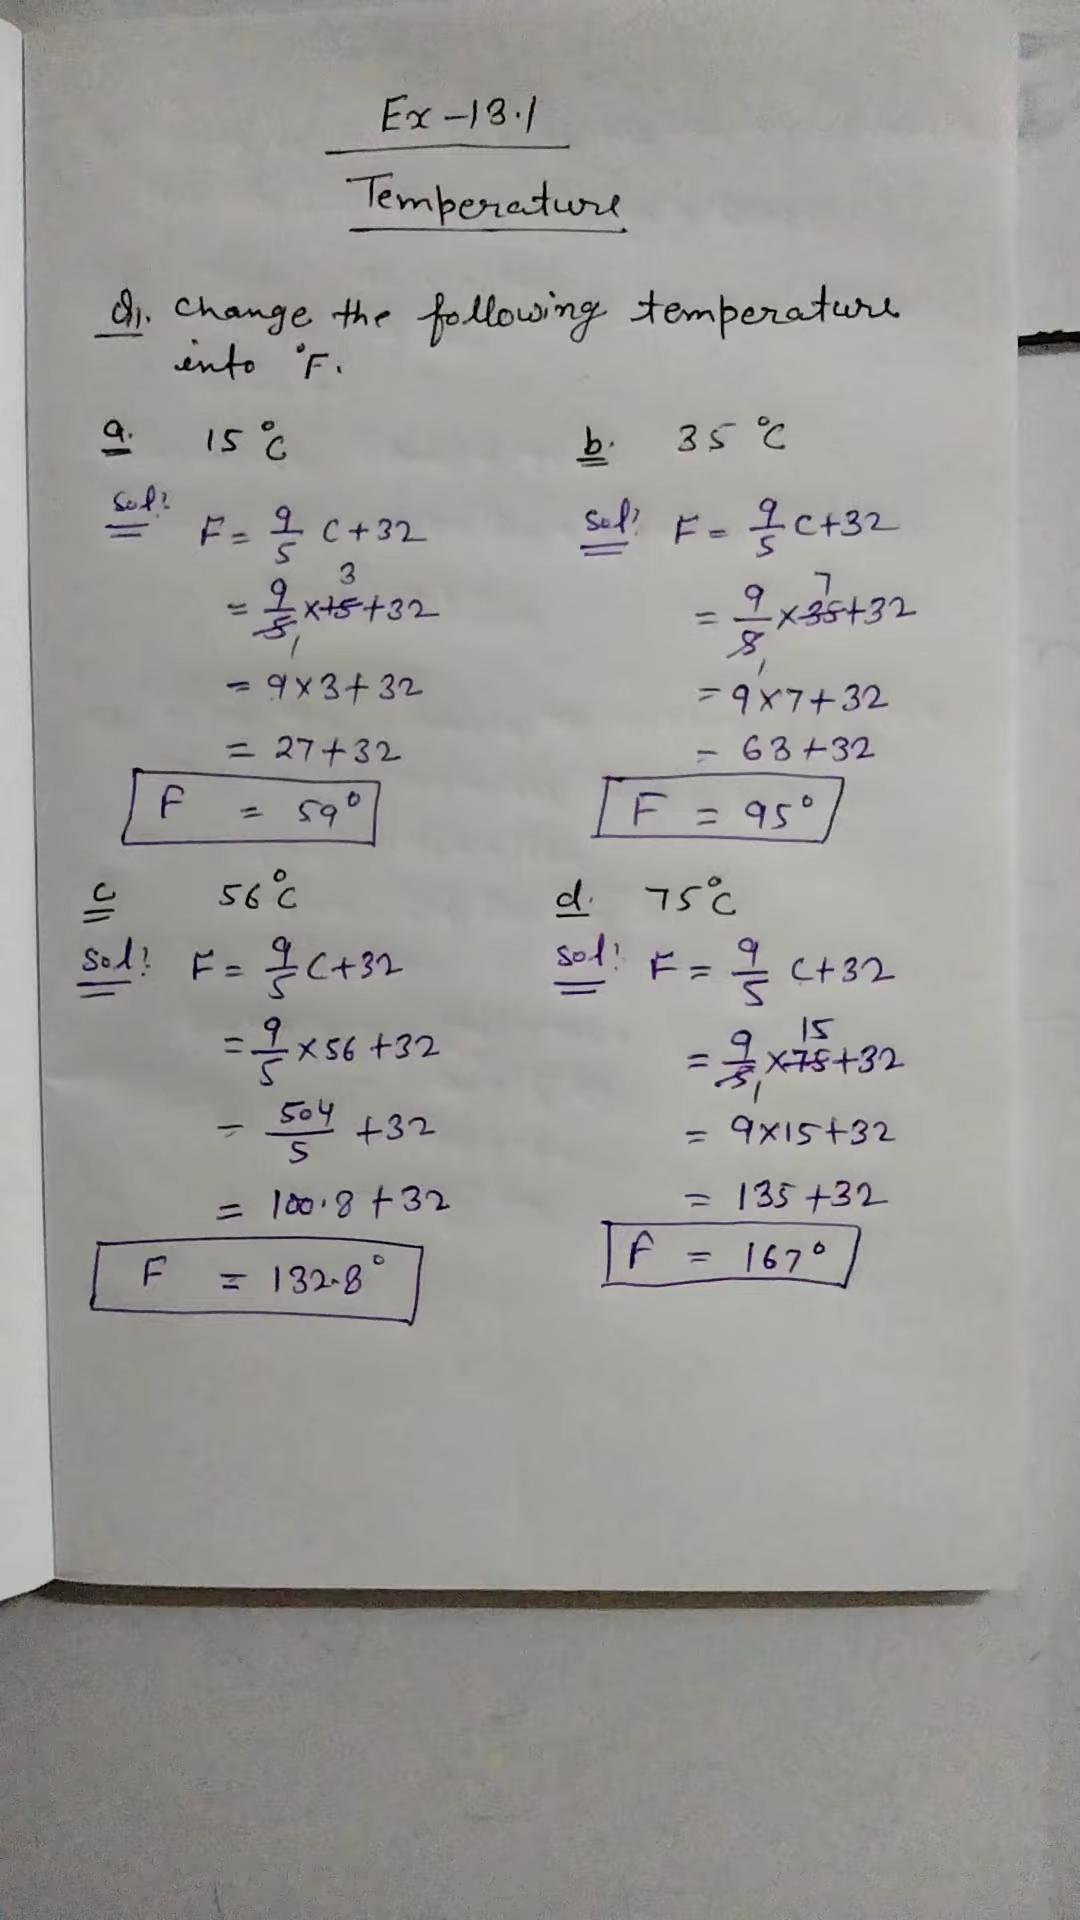 Ex-13.1
Temperature
Q1. Change the following temperature
into °F.
a. 15°C
Sol:
F = 9/5 C + 32
= 9/5 × 15 + 32
3
1
= 9×3+32
= 27+32
F = 59°
b. 35°C
Sol:
F = 9/5 C+32
= 9/5 × 35+32
7
1
= 9×7+32
= 63+32
F = 95°
c 56°C
Sol:
F = 9/5 C+32
= 9/5 × 56 +32
= 504/5 +32
= 100.8 + 32
F = 132.8°
d. 75°C
Sol:
F = 9/5 C+32
= 9/5 × 75+32
15
1
= 9×15+32
= 135+32
F = 167°